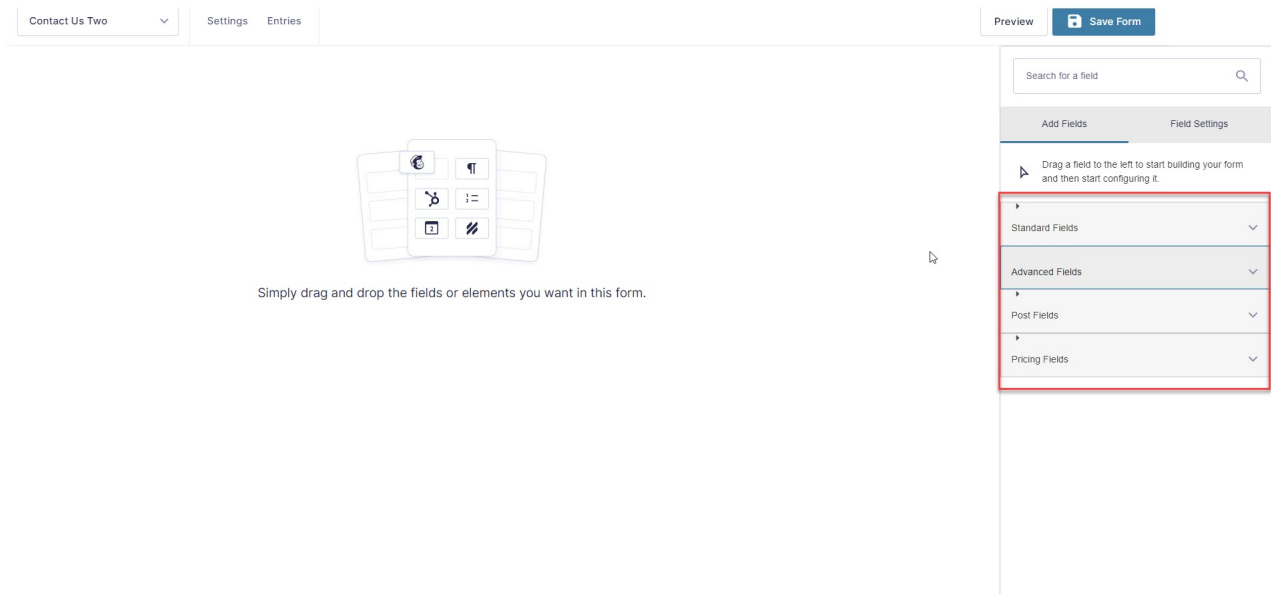 Contact Us Two
Settings
Entries
Preview
Save Form
Search for a field
Add Fields
Field Settings
Drag a field to the left to start building your form
and then start configuring it.
Standard Fields
Advanced Fields
Post Fields
Pricing Fields
Simply drag and drop the fields or elements you want in this form.